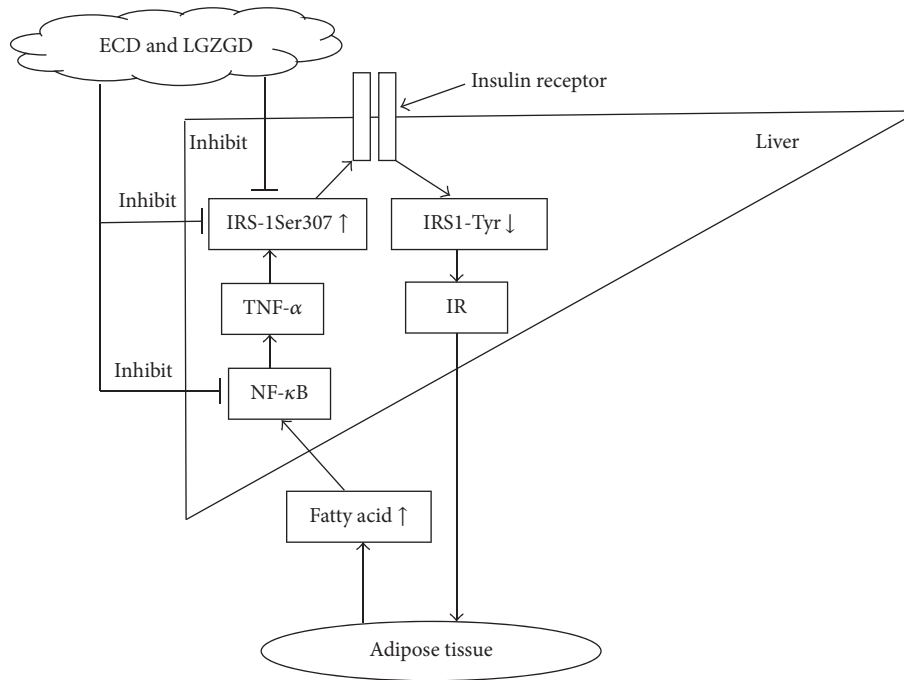 ECD and LGZGD
Insulin receptor
Inhibit
Liver
Inhibit
IRS-1Ser307 ↑
IRS1-Tyr ↓
TNF-α
IR
Inhibit
NF-κB
Fatty acid ↑
Adipose tissue